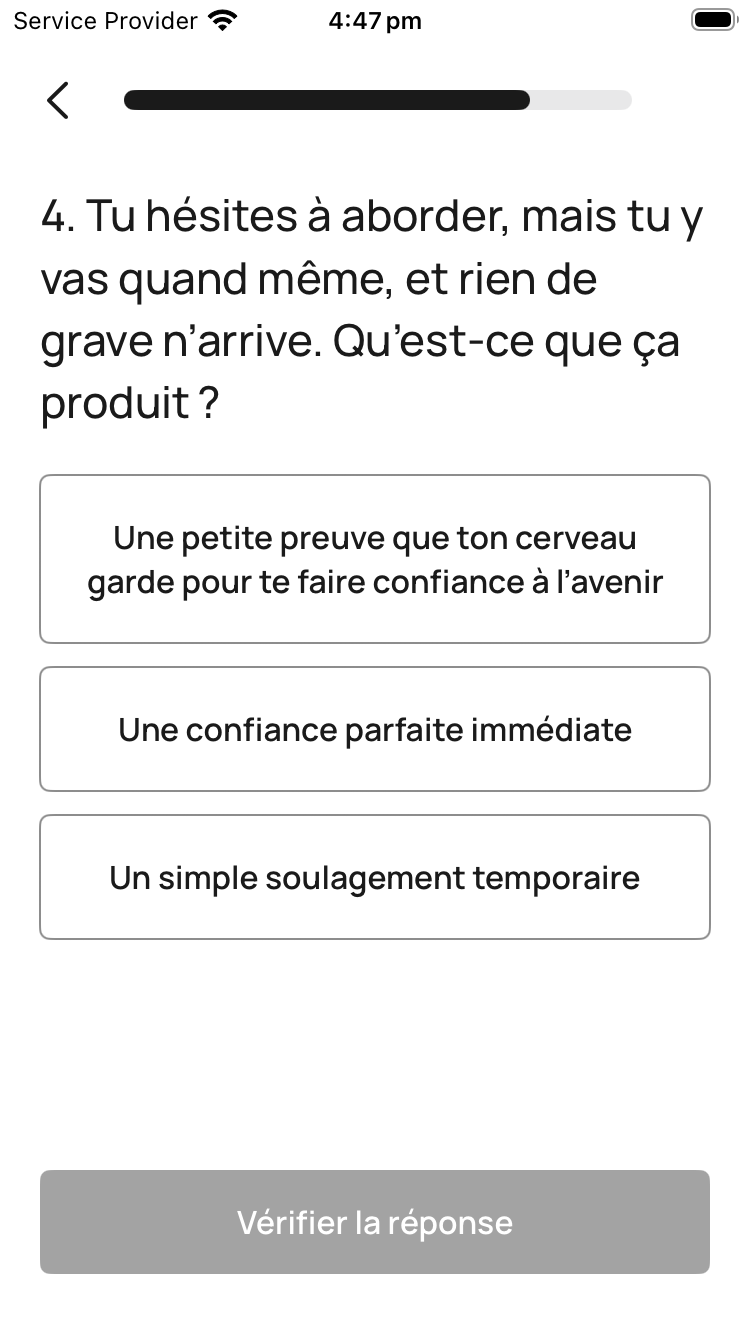 Service Provider 4:47 pm
4. Tu hésites à aborder, mais tu y
vas quand même, et rien de
grave n’arrive. Qu’est-ce que ça
produit ?
Une petite preuve que ton cerveau
garde pour te faire confiance à l’avenir
Une confiance parfaite immédiate
Un simple soulagement temporaire
Vérifier la réponse